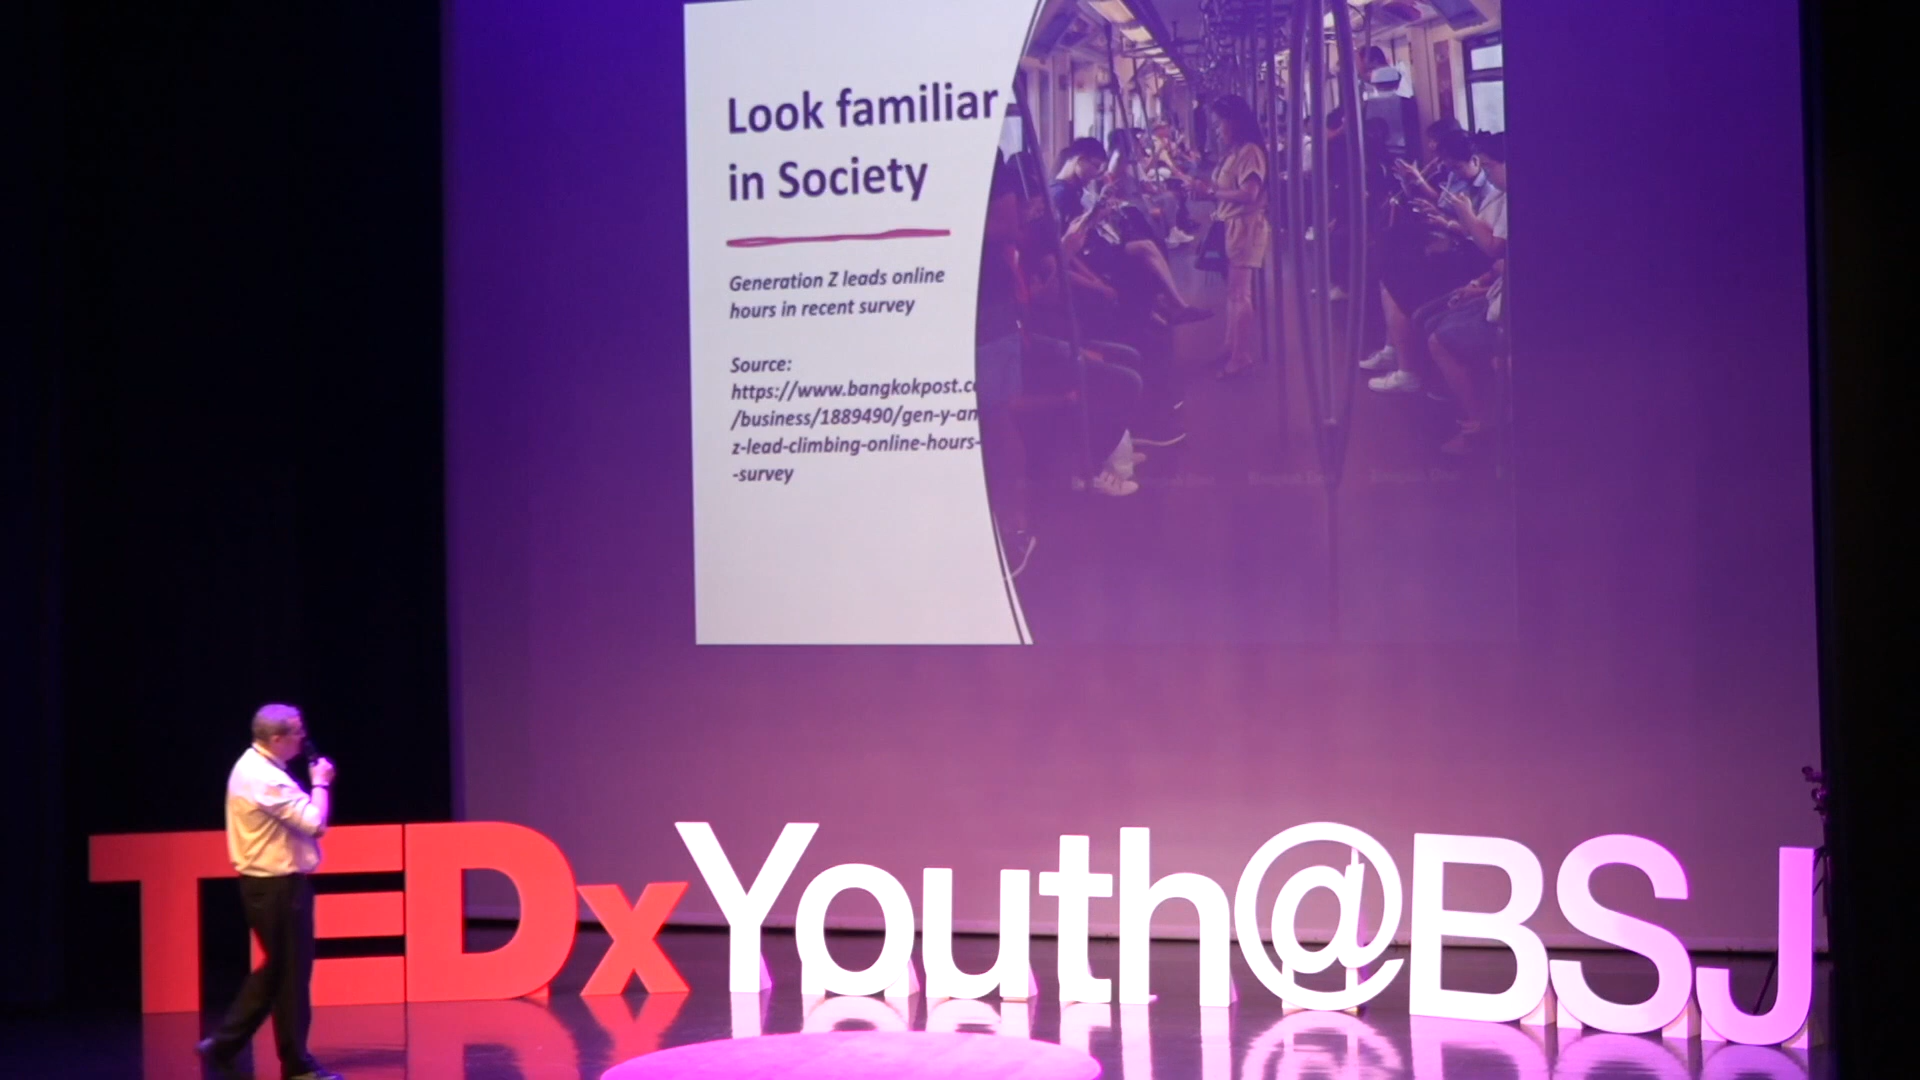 Look familiar
in Society
Generation Z leads online
hours in recent survey
Source:
https://www.bangkokpost.c
/business/1889490/gen-y-an
z-lead-climbing-online-hours-
-survey
TEDxYouth@BSJ